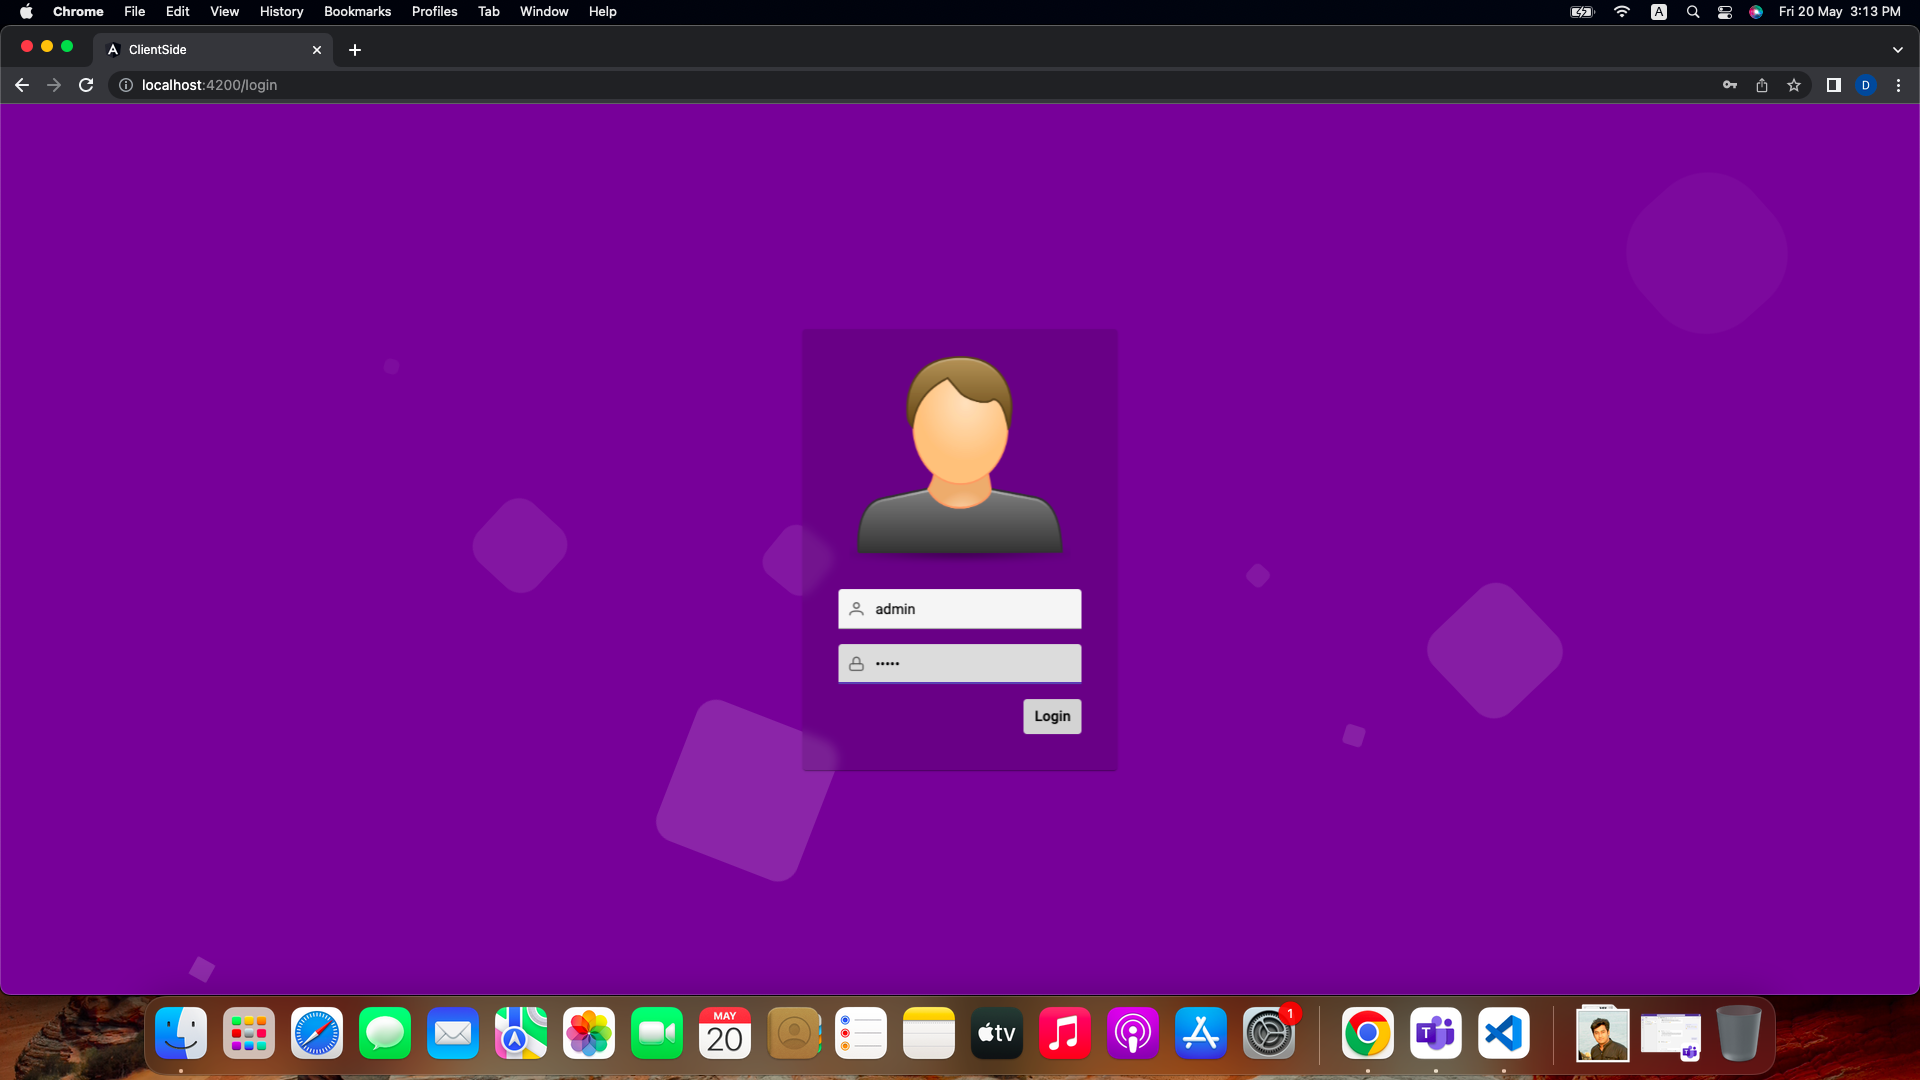 Chrome File Edit View History Bookmarks Profiles Tab Window Help A Fri 20 May 3:13 PM
ClientSide
localhost:4200/login D
admin
•••••
Login
MAY
20
tv
1
T